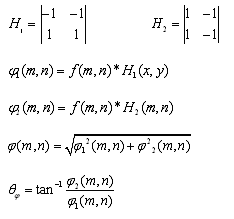 H₁ = |-1 -1; 1 1| H₂ = |1 -1; 1 -1|
φ₁(m,n) = f(m,n) * H₁(x, y)
φ₂(m,n) = f(m,n) * H₂(m,n)
φ(m,n) = √(φ₁²(m,n) + φ²₂(m,n))
θφ = tan⁻¹ φ₂(m,n)/φ₁(m,n)